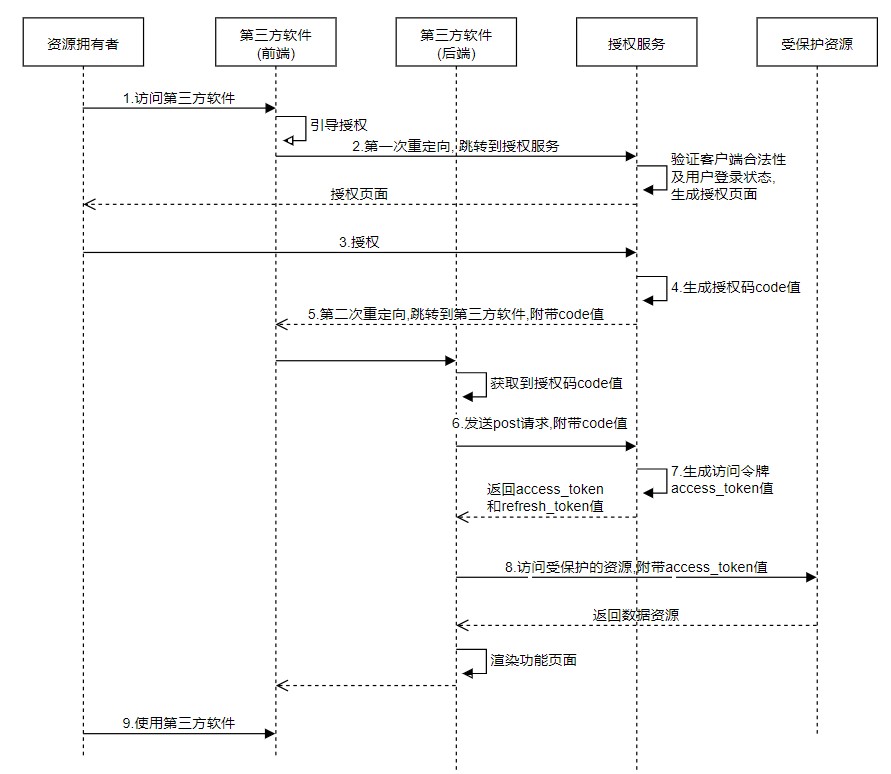 资源拥有者
第三方软件
(前端)
第三方软件
(后端)
授权服务
受保护资源
1.访问第三方软件
引导授权
2.第一次重定向, 跳转到授权服务
验证客户端合法性
及用户登录状态,
生成授权页面
授权页面
3.授权
4.生成授权码code值
5.第二次重定向,跳转到第三方软件,附带code值
获取到授权码code值
6.发送post请求,附带code值
7.生成访问令牌
access_token值
返回access_token
和refresh_token值
8.访问受保护的资源,附带access_token值
返回数据资源
渲染功能页面
9.使用第三方软件